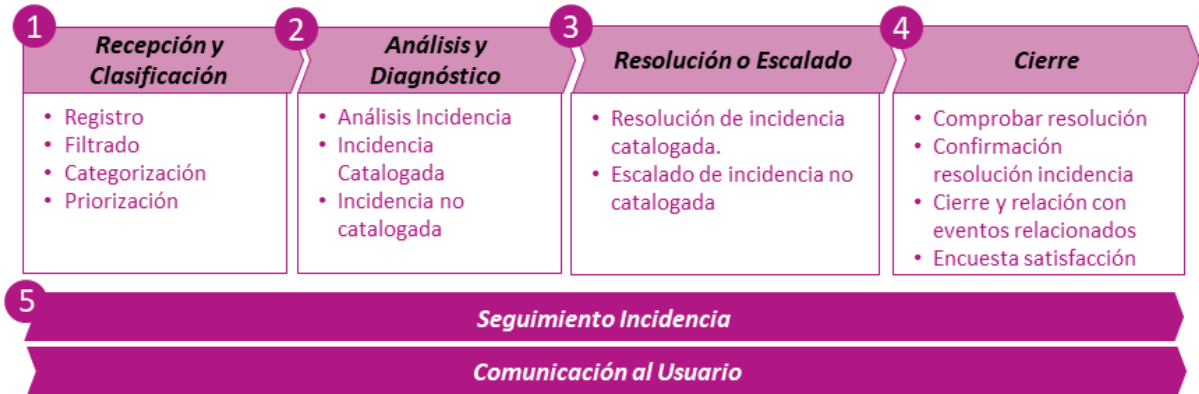 1
Recepción y
Clasificación
• Registro
• Filtrado
• Categorización
• Priorización
2
Análisis y
Diagnóstico
• Análisis Incidencia
• Incidencia
Catalogada
• Incidencia no
catalogada
3
Resolución o Escalado
• Resolución de incidencia
catalogada.
• Escalado de incidencia no
catalogada
4
Cierre
• Comprobar resolución
• Confirmación
resolución incidencia
• Cierre y relación con
eventos relacionados
• Encuesta satisfacción
5
Seguimiento Incidencia
Comunicación al Usuario